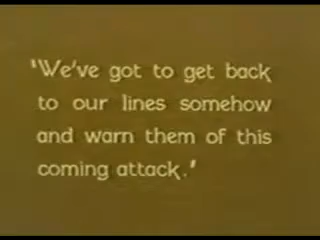 'We've got to get back
to our lines somehow
and warn them of this
coming attack.'